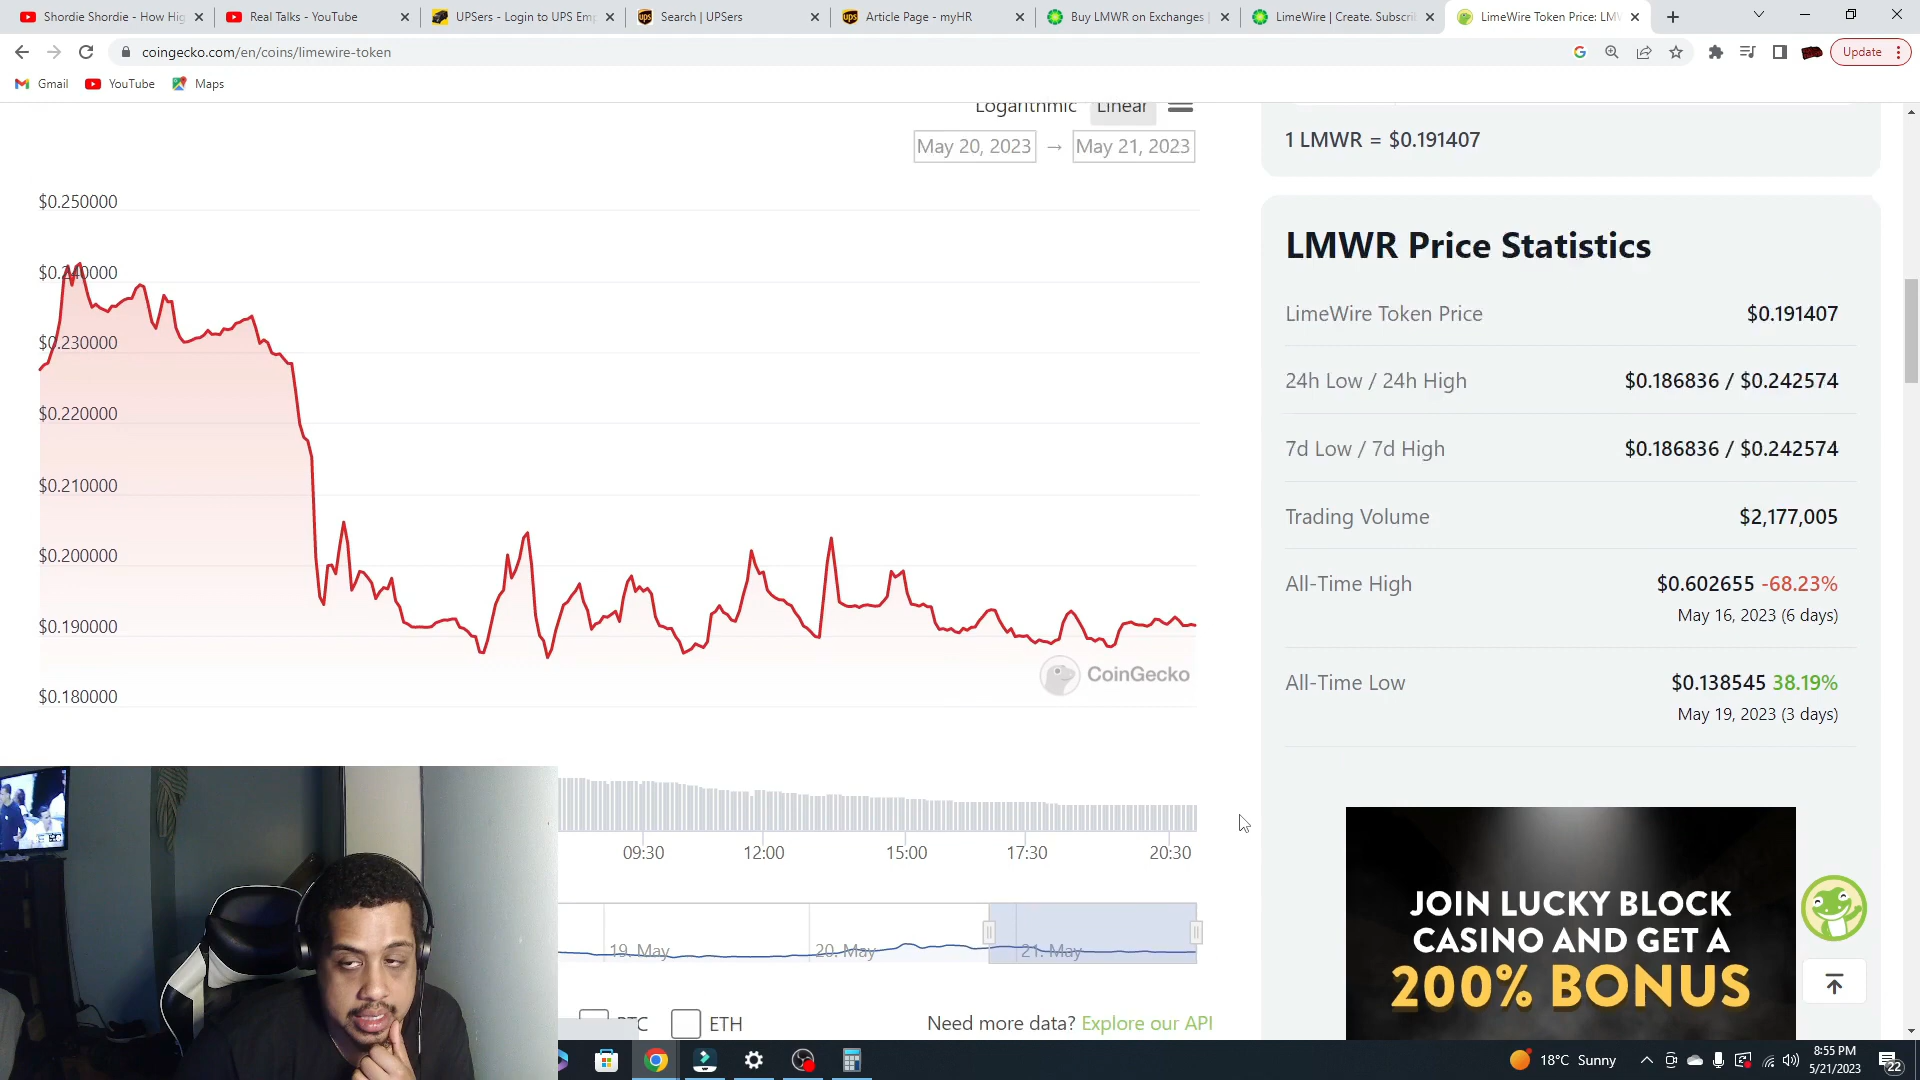 Shordie Shordie - How Hig
Real Talks - YouTube
UPSers - Login to UPS Emp
Search | UPSers
Article Page - myHR
Buy LMWR on Exchanges |
LimeWire | Create. Subscri
LimeWire Token Price: LMW
coingecko.com/en/coins/limewire-token
Update
Gmail
YouTube
Maps
Logarithmic
Linear
May 20, 2023 → May 21, 2023
$0.250000
$0.240000
$0.230000
$0.220000
$0.210000
$0.200000
$0.190000
$0.180000
CoinGecko
09:30
12:00
15:00
17:30
20:30
19. May
20. May
21. May
BTC
ETH
Need more data? Explore our API
1 LMWR = $0.191407
LMWR Price Statistics
LimeWire Token Price $0.191407
24h Low / 24h High $0.186836 / $0.242574
7d Low / 7d High $0.186836 / $0.242574
Trading Volume $2,177,005
All-Time High $0.602655 -68.23%
May 16, 2023 (6 days)
All-Time Low $0.138545 38.19%
May 19, 2023 (3 days)
JOIN LUCKY BLOCK
CASINO AND GET A
200% BONUS
18°C Sunny
8:55 PM
5/21/2023
22